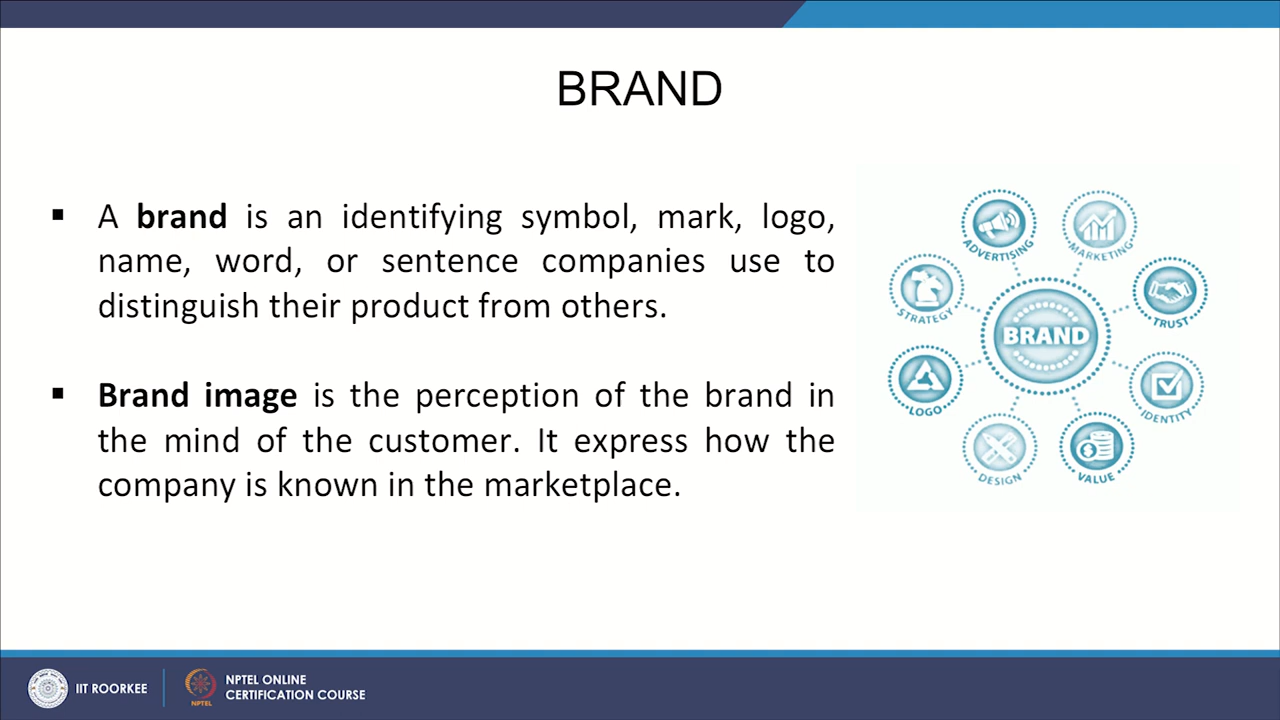 BRAND
▪ A brand is an identifying symbol, mark, logo,
name, word, or sentence companies use to
distinguish their product from others.
▪ Brand image is the perception of the brand in
the mind of the customer. It express how the
company is known in the marketplace.
ADVERTISING
MARKETING
STRATEGY
TRUST
BRAND
LOGO
IDENTITY
DESIGN
VALUE
IIT ROORKEE
NPTEL
NPTEL ONLINE
CERTIFICATION COURSE